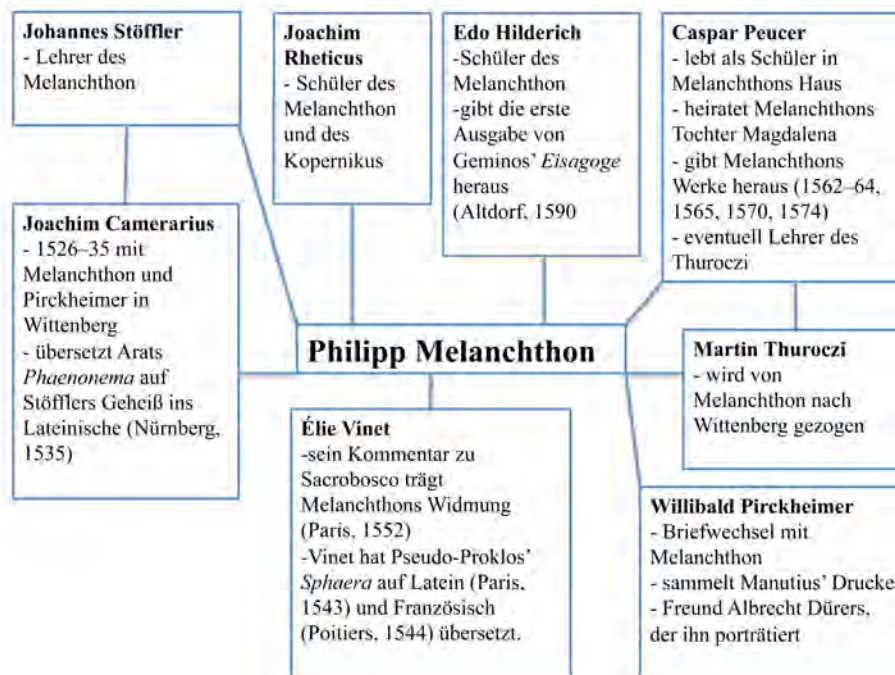 Johannes Stöffler
- Lehrer des
Melanchthon
Joachim
Rheticus
- Schüler des
Melanchthon
und des
Kopernikus
Edo Hilderich
-Schüler des
Melanchthon
-gibt die erste
Ausgabe von
Geminos’ Eisagoge
heraus
(Altdorf, 1590
Caspar Peucer
- lebt als Schüler in
Melanchthons Haus
- heiratet Melanchthons
Tochter Magdalena
- gibt Melanchthons
Werke heraus (1562–64,
1565, 1570, 1574)
- eventuell Lehrer des
Thuroczi
Joachim Camerarius
- 1526–35 mit
Melanchthon und
Pirckheimer in
Wittenberg
- übersetzt Arats
Phaenonema auf
Stöfflers Geheiß ins
Lateinische (Nürnberg,
1535)
Philipp Melanchthon
Martin Thuroczi
- wird von
Melanchthon nach
Wittenberg gezogen
Élie Vinet
-sein Kommentar zu
Sacrobosco trägt
Melanchthons Widmung
(Paris, 1552)
-Vinet hat Pseudo-Proklos’
Sphaera auf Latein (Paris,
1543) und Französisch
(Poitiers, 1544) übersetzt.
Willibald Pirckheimer
- Briefwechsel mit
Melanchthon
- sammelt Manutius’ Drucke
- Freund Albrecht Dürers,
der ihn porträtiert